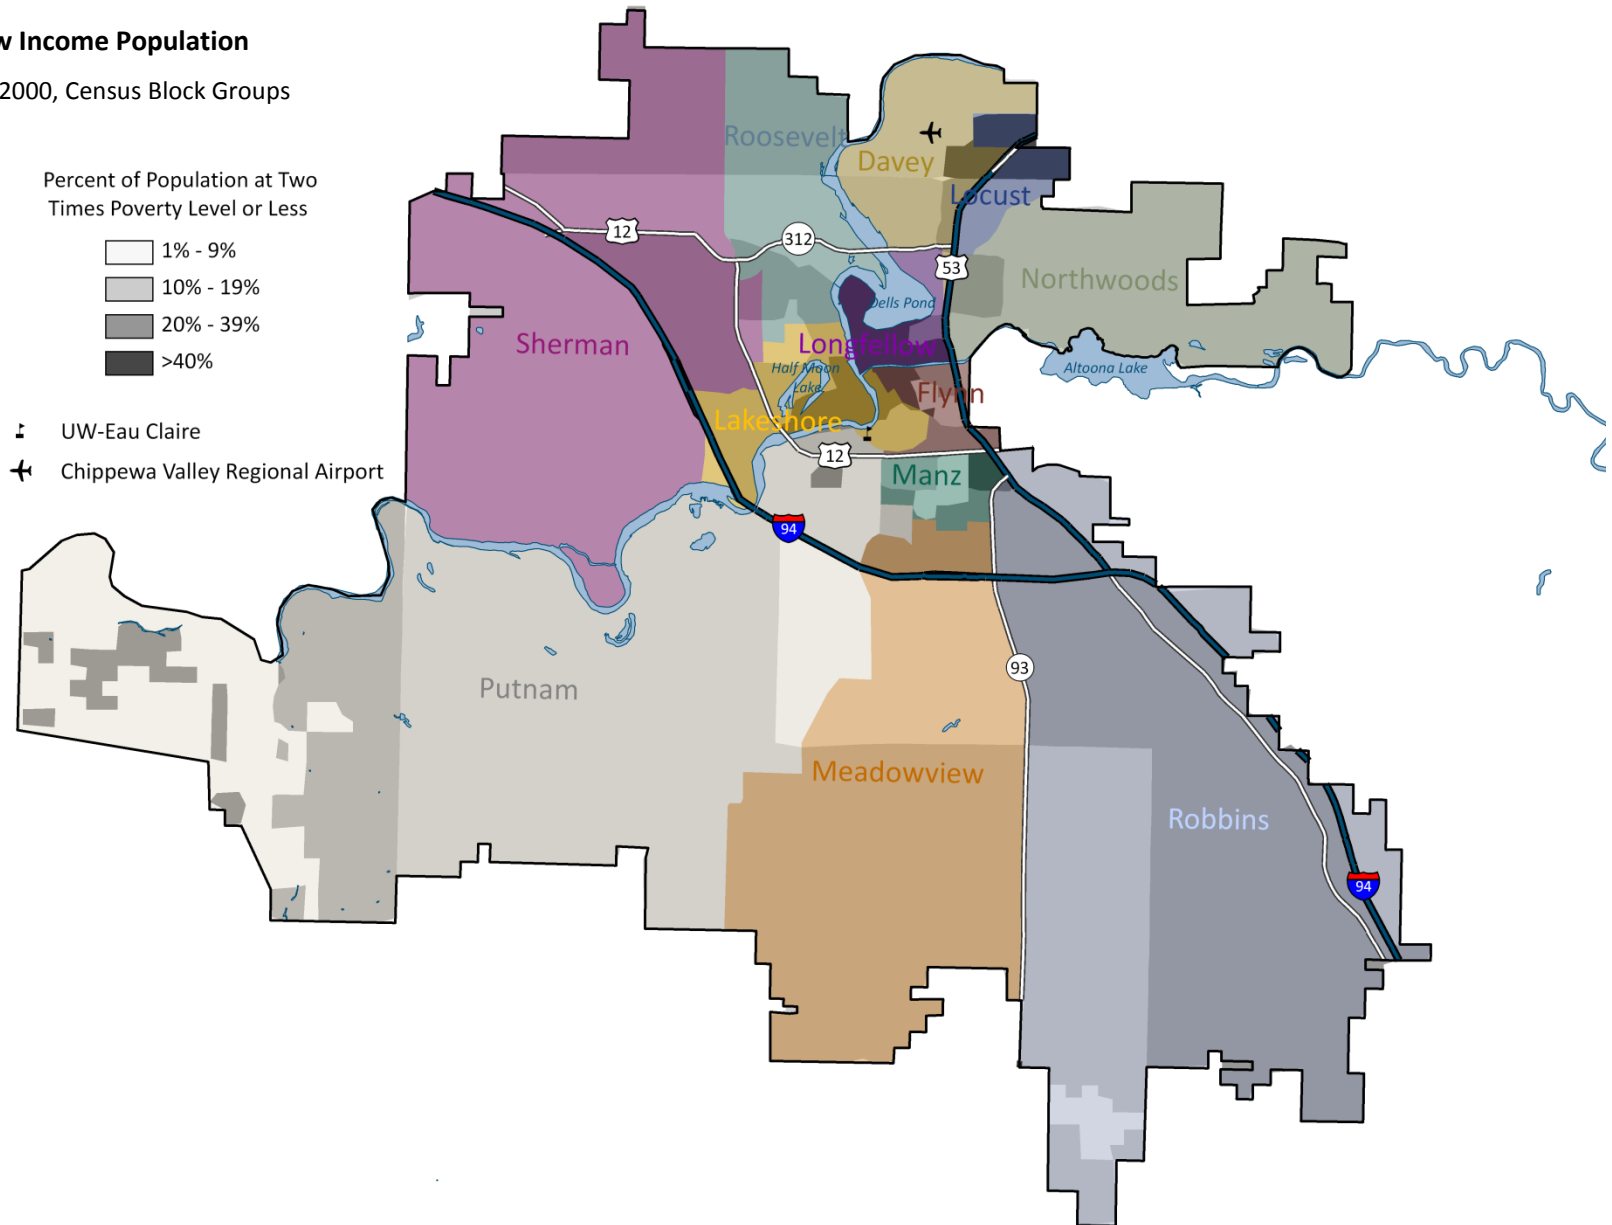 w Income Population
2000, Census Block Groups
Percent of Population at Two
Times Poverty Level or Less
1% - 9%
10% - 19%
20% - 39%
>40%
UW-Eau Claire
Chippewa Valley Regional Airport
Roosevelt
Davey
Locust
12
312
53
Northwoods
Dells Pond
Sherman
Longfellow
Half Moon
Lake
Altoona Lake
Flynn
Lakeshore
12
Manz
94
93
Putnam
Meadowview
Robbins
94